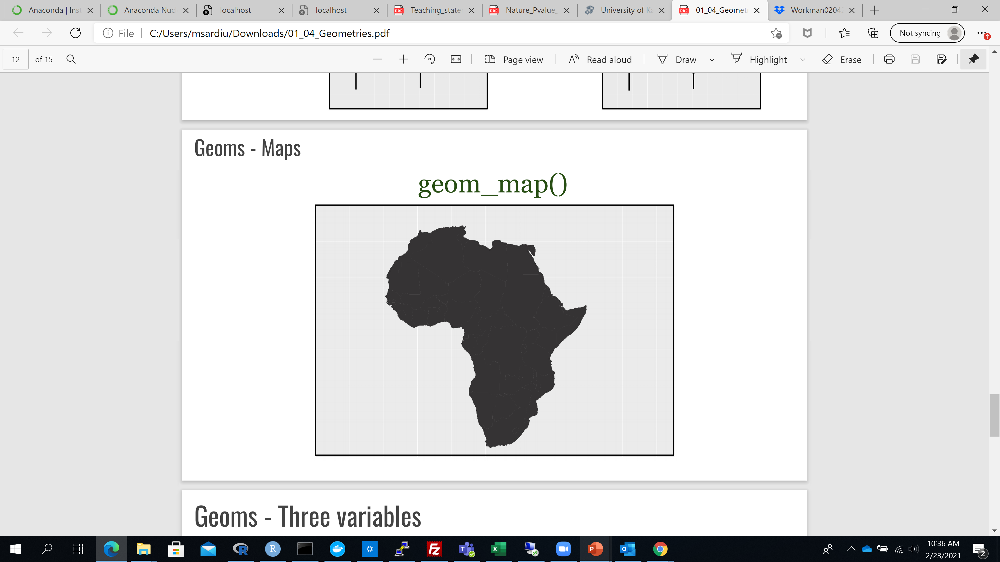 Anaconda | Inst
Anaconda Nucl
localhost
localhost
Teaching_state
Nature_Pvalue_
University of Ka
01_04_Geomet
Workman0204
File
C:/Users/msardiu/Downloads/01_04_Geometries.pdf
Not syncing
12 of 15
Page view
Read aloud
Draw
Highlight
Erase
Geoms - Maps
geom_map()
Geoms - Three variables
10:36 AM
2/23/2021
2